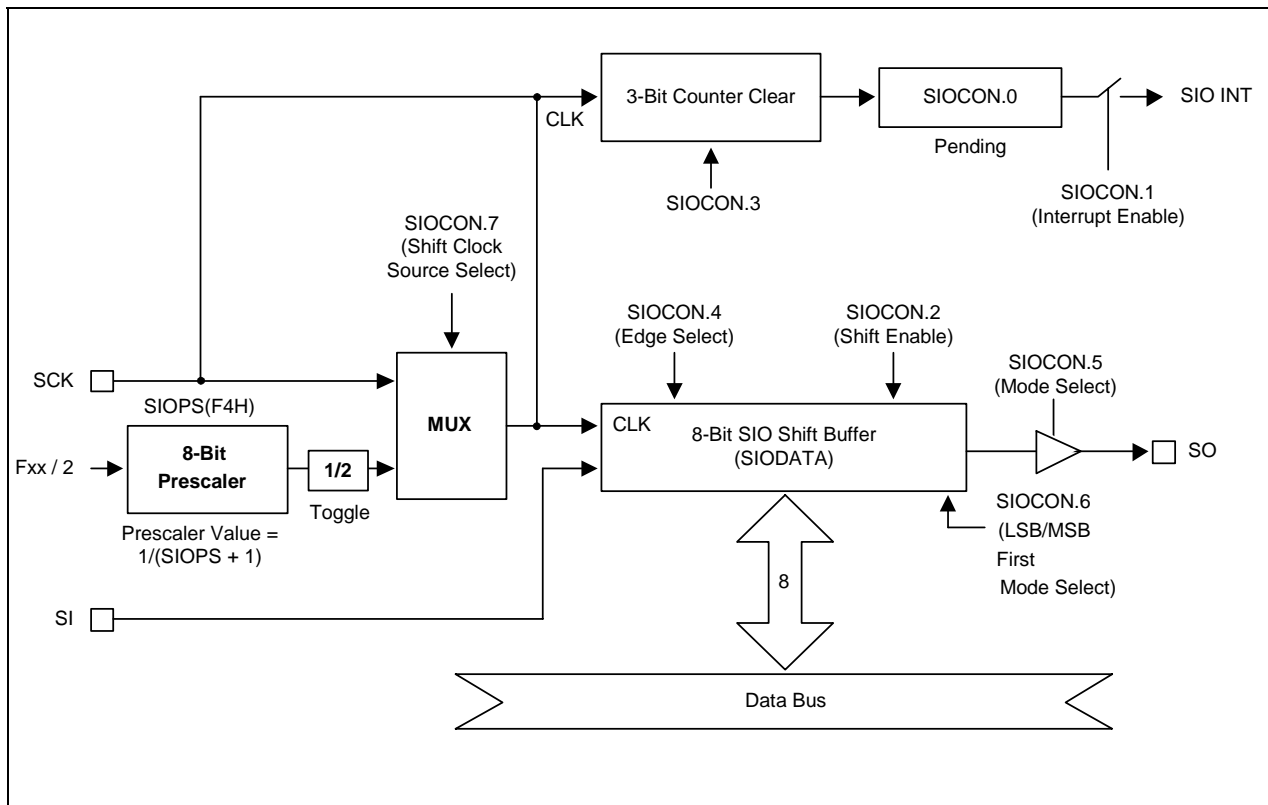 3-Bit Counter Clear
CLK
SIOCON.0
Pending
SIO INT
SIOCON.3
SIOCON.1
(Interrupt Enable)
SIOCON.7
(Shift Clock
Source Select)
SIOCON.4
(Edge Select)
SIOCON.2
(Shift Enable)
SIOCON.5
(Mode Select)
SCK
SIOPS(F4H)
MUX
CLK
8-Bit SIO Shift Buffer
(SIODATA)
SO
Fxx / 2
8-Bit
Prescaler
1/2
Toggle
Prescaler Value =
1/(SIOPS + 1)
SIOCON.6
(LSB/MSB
First
Mode Select)
8
SI
Data Bus